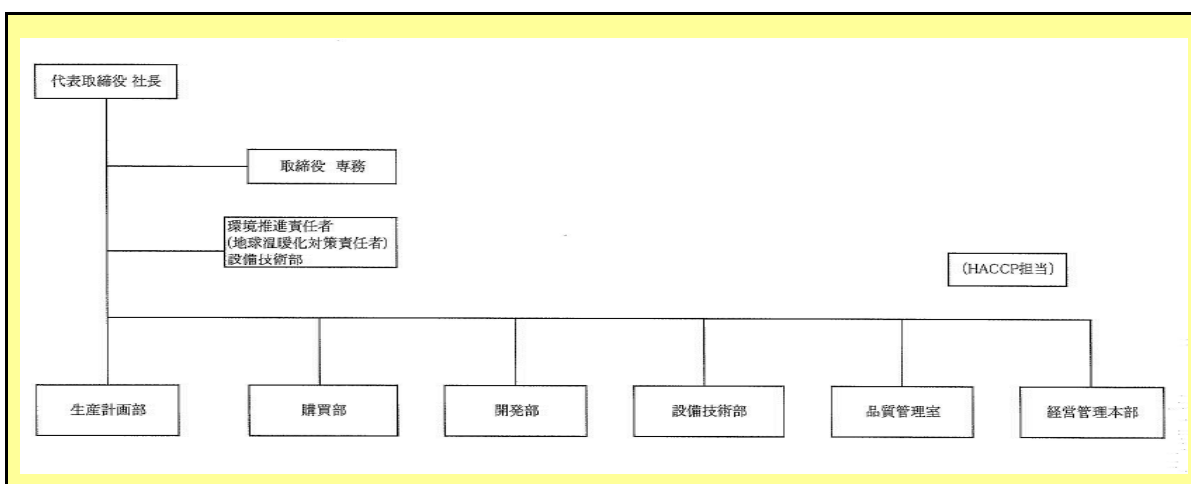 代表取締役 社長
取締役 専務
環境推進責任者
(地球温暖化対策責任者)
設備技術部
(HACCP担当)
生産計画部
購買部
開発部
設備技術部
品質管理室
経営管理本部